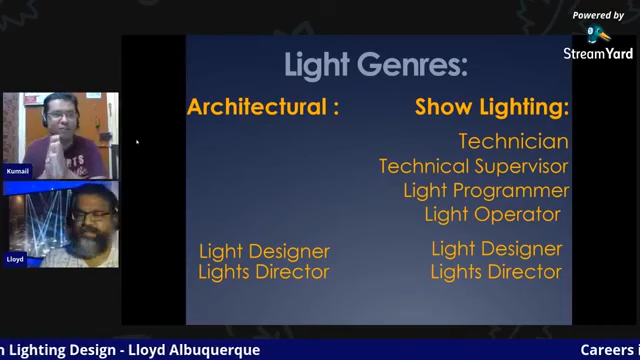 Powered by
StreamYard
Light Genres:
Architectural :
Light Designer
Lights Director
Show Lighting:
Technician
Technical Supervisor
Light Programmer
Light Operator
Light Designer
Lights Director
Kumail
Lloyd
n Lighting Design - Lloyd Albuquerque
Careers i